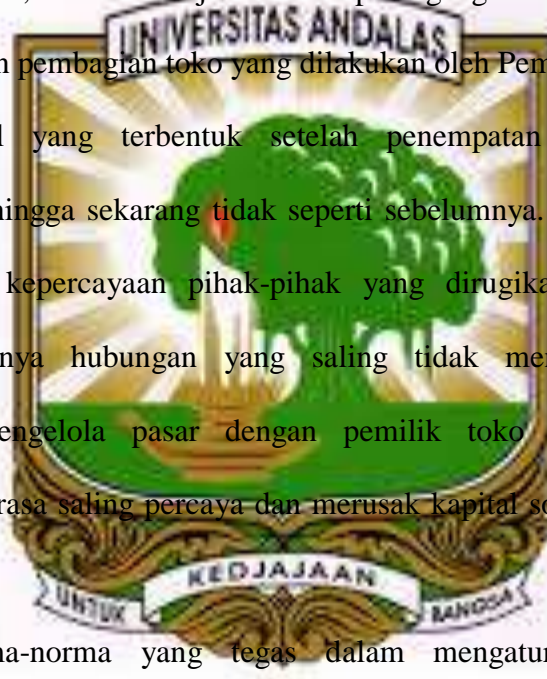 UNIVERSITAS ANDALAS
pembagian toko yang dilakukan oleh Pem
yang terbentuk setelah penempatan
hingga sekarang tidak seperti sebelumnya.
kepercayaan pihak-pihak yang dirugika
nya hubungan yang saling tidak me
engelola pasar dengan pemilik toko
rasa saling percaya dan merusak kapital so
KEDJAJAAN
UNTUK BANGSA
na-norma yang tegas dalam mengatur